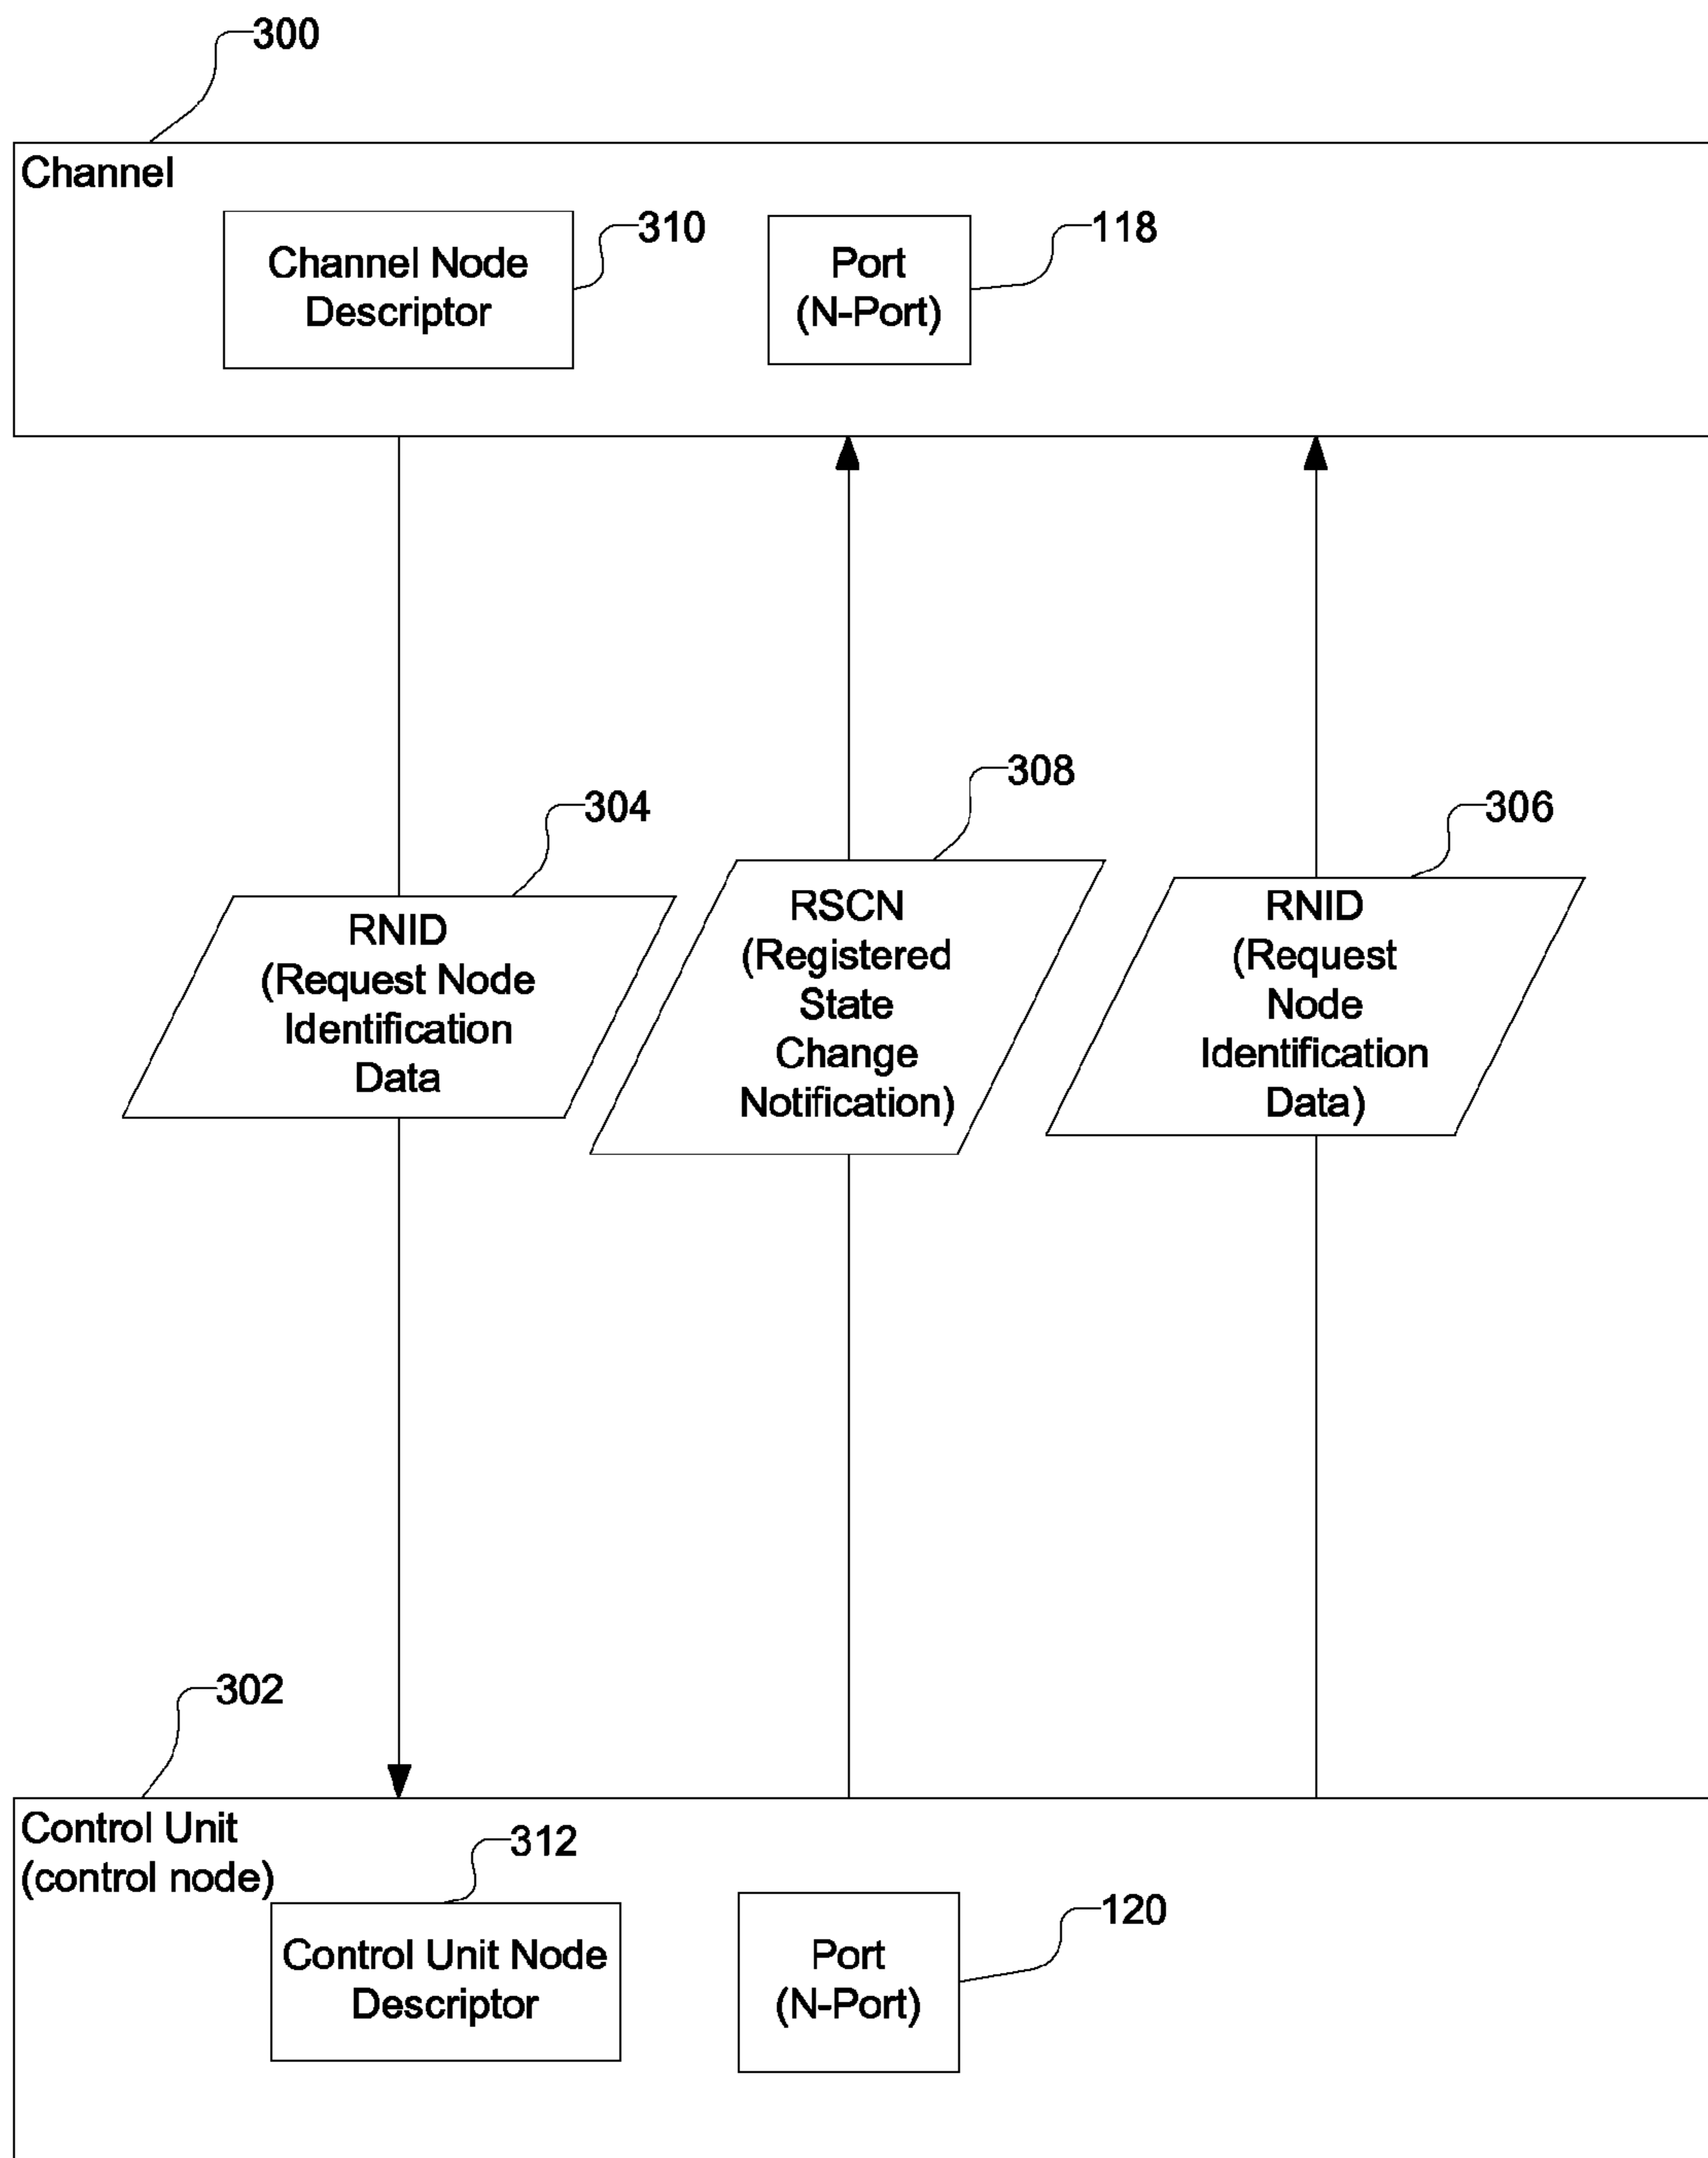 300
Channel
310
Channel Node
Descriptor
118
Port
(N-Port)
304
RNID
(Request Node
Identification
Data
308
RSCN
(Registered
State
Change
Notification)
306
RNID
(Request
Node
Identification
Data)
302
Control Unit
(control node)
312
Control Unit Node
Descriptor
120
Port
(N-Port)